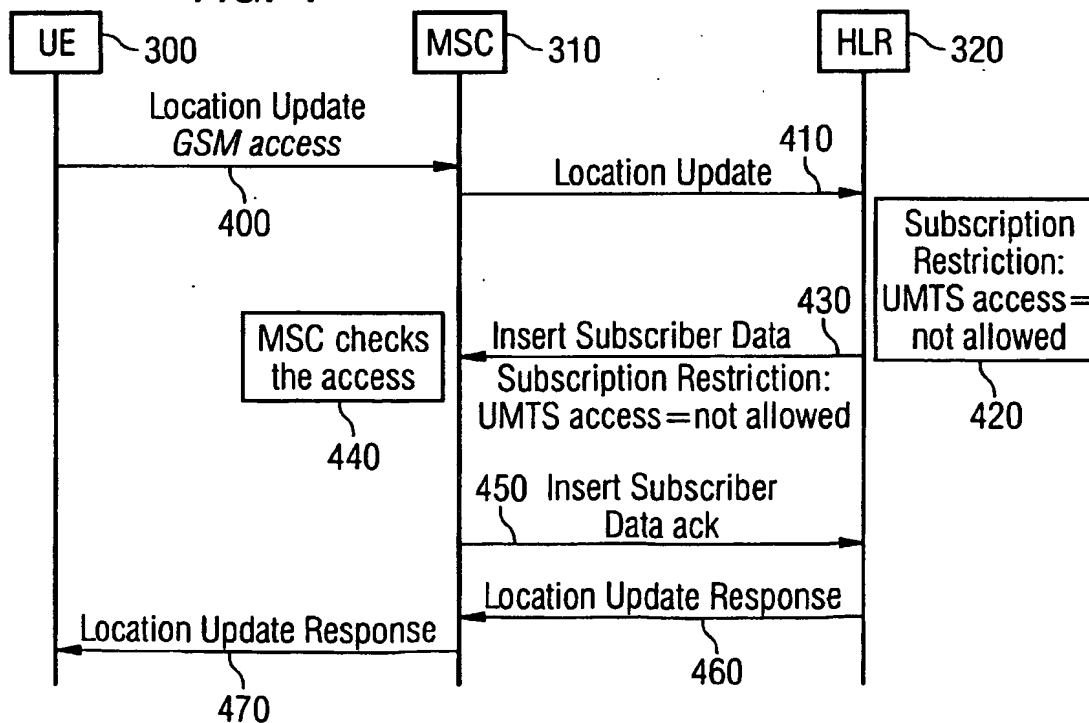 UE 300 MSC 310 HLR 320
Location Update
GSM access
400
410
Location Update
Subscription
Restriction:
UMTS access=
not allowed
420
430
Insert Subscriber Data
Subscription Restriction:
UMTS access=not allowed
MSC checks
the access
440
450 Insert Subscriber
Data ack
Location Update Response
460
Location Update Response
470